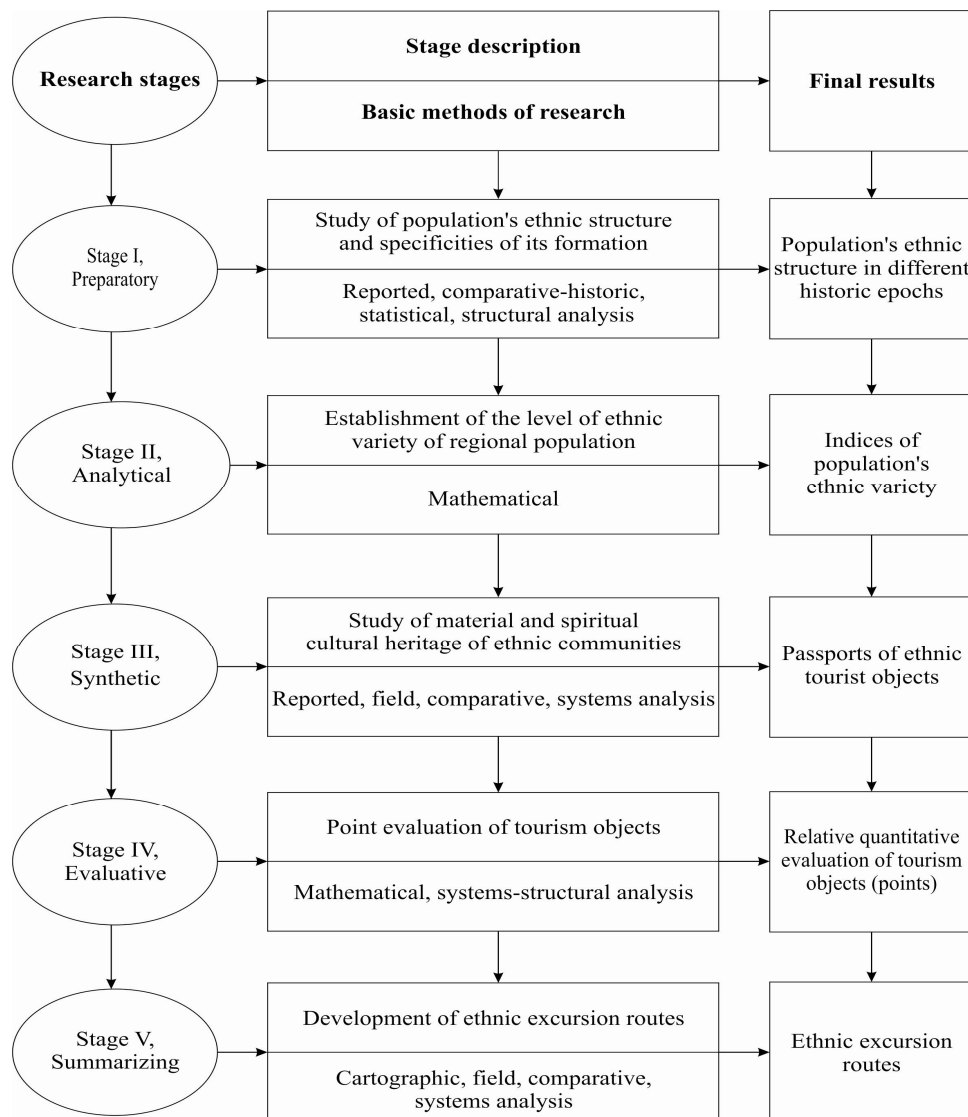 Research stages
Stage description
Basic methods of research
Final results
Stage I,
Preparatory
Study of population's ethnic structure
and specificities of its formation
Reported, comparative-historic,
statistical, structural analysis
Population's ethnic
structure in different
historic epochs
Stage II,
Analytical
Establishment of the level of ethnic
variety of regional population
Mathematical
Indices of
population's
ethnic variety
Stage III,
Synthetic
Study of material and spiritual
cultural heritage of ethnic communities
Reported, field, comparative, systems analysis
Passports of ethnic
tourist objects
Stage IV,
Evaluative
Point evaluation of tourism objects
Mathematical, systems-structural analysis
Relative quantitative
evaluation of tourism
objects (points)
Stage V,
Summarizing
Development of ethnic excursion routes
Cartographic, field, comparative,
systems analysis
Ethnic excursion
routes